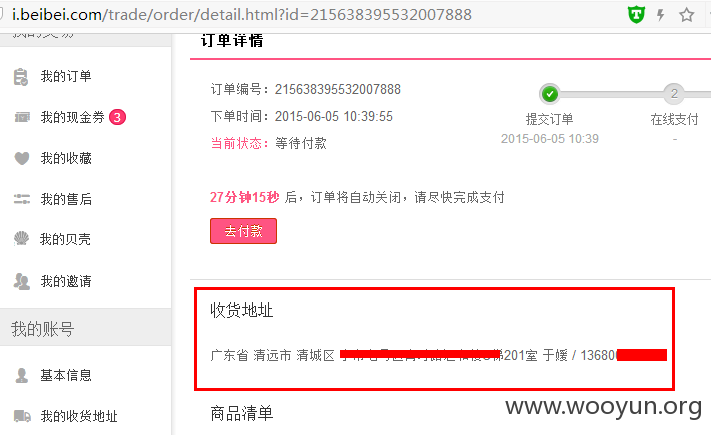 i.beibei.com/trade/order/detail.html?id=215638395532007888
我的交易
订单详情
我的订单
我的现金券 3
我的收藏
我的售后
我的贝壳
我的邀请
我的账号
基本信息
我的收货地址
订单编号：215638395532007888
下单时间：2015-06-05 10:39:55
当前状态：等待付款
2
提交订单
在线支付
2015-06-05 10:39
-
27分钟15秒 后，订单将自动关闭，请尽快完成支付
去付款
收货地址
广东省 清远市 清城区 201室 于媛 / 13680
商品清单
www.wooyun.org